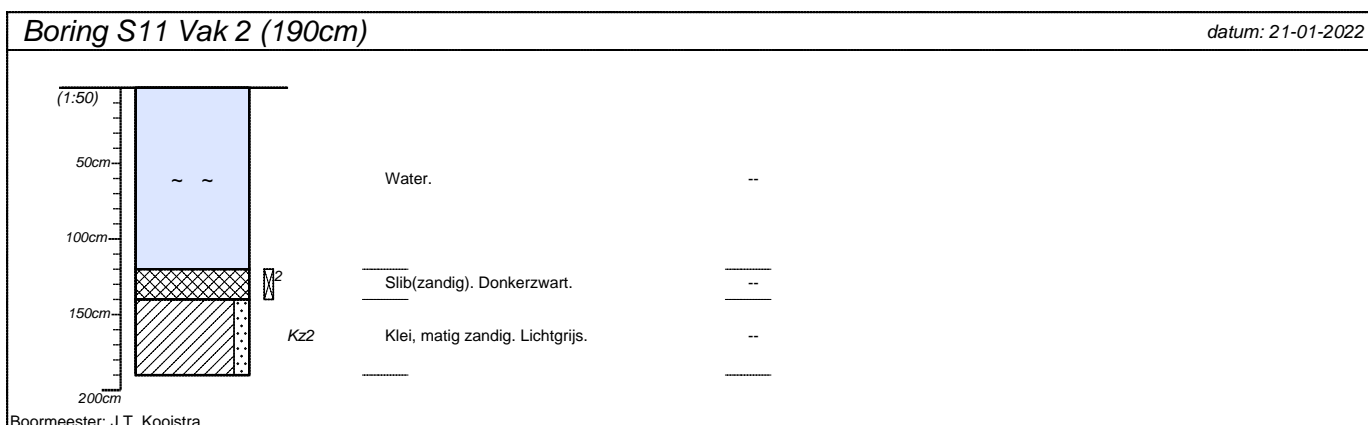 Boring S11 Vak 2 (190cm) datum: 21-01-2022
(1:50)
50cm
~ ~ Water. --
100cm
2 Slib(zandig). Donkerzwart. --
150cm
Kz2 Klei, matig zandig. Lichtgrijs. --
200cm
Boormeester: J.T. Kooistra